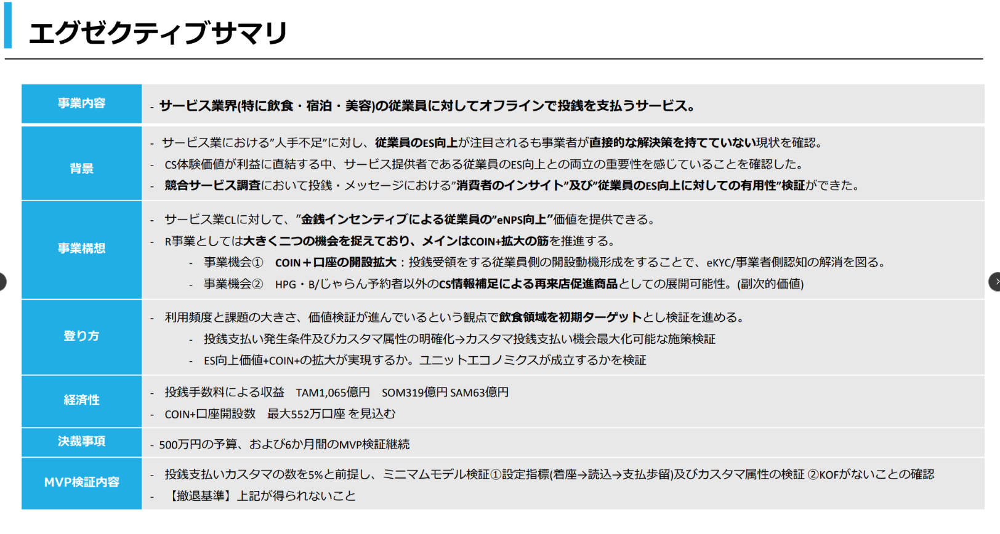 エグゼクティブサマリ
事業内容
- サービス業界(特に飲食・宿泊・美容)の従業員に対してオフラインで投銭を支払うサービス。
背景
- サービス業における”人手不足”に対し、従業員のES向上が注目されるも事業者が直接的な解決策を持てていない現状を確認。
- CS体験価値が利益に直結する中、サービス提供者である従業員のES向上との両立の重要性を感じていることを確認した。
- 競合サービス調査において投銭・メッセージにおける”消費者のインサイト”及び”従業員のES向上に対しての有用性”検証ができた。
事業構想
- サービス業CLに対して、”金銭インセンティブによる従業員の”eNPS向上”価値を提供できる。
- R事業としては大きく二つの機会を捉えており、メインはCOIN+拡大の筋を推進する。
- 事業機会① COIN＋口座の開設拡大：投銭受領をする従業員側の開設動機形成をすることで、eKYC/事業者側認知の解消を図る。
- 事業機会② HPG・B/じゃらん予約者以外のCS情報補足による再来店促進商品としての展開可能性。(副次的価値)
登り方
- 利用頻度と課題の大きさ、価値検証が進んでいるという観点で飲食領域を初期ターゲットとし検証を進める。
- 投銭支払い発生条件及びカスタマ属性の明確化→カスタマ投銭支払い機会最大化可能な施策検証
- ES向上価値+COIN+の拡大が実現するか。ユニットエコノミクスが成立するかを検証
経済性
- 投銭手数料による収益 TAM1,065億円 SOM319億円 SAM63億円
- COIN+口座開設数 最大552万口座 を見込む
決裁事項
- 500万円の予算、および6か月間のMVP検証継続
MVP検証内容
- 投銭支払いカスタマの数を5%と前提し、ミニマムモデル検証①設定指標(着座→読込→支払歩留)及びカスタマ属性の検証 ②KOFがないことの確認
- 【撤退基準】上記が得られないこと